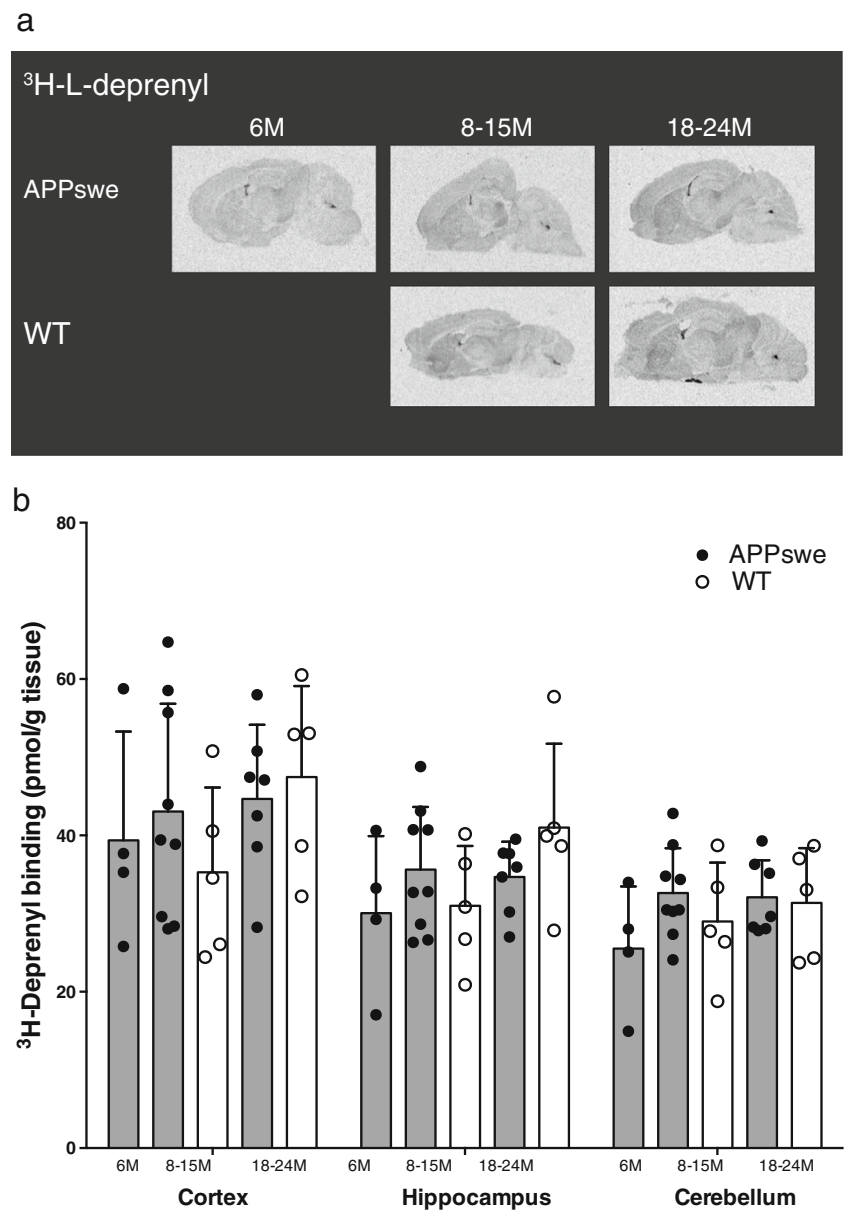 a
³H-L-deprenyl
6M 8-15M 18-24M
APPswe
WT
b
80
60
40
20
0
³H-Deprenyl binding (pmol/g tissue)
APPswe
WT
6M 8-15M 18-24M 6M 8-15M 18-24M 6M 8-15M 18-24M
Cortex Hippocampus Cerebellum